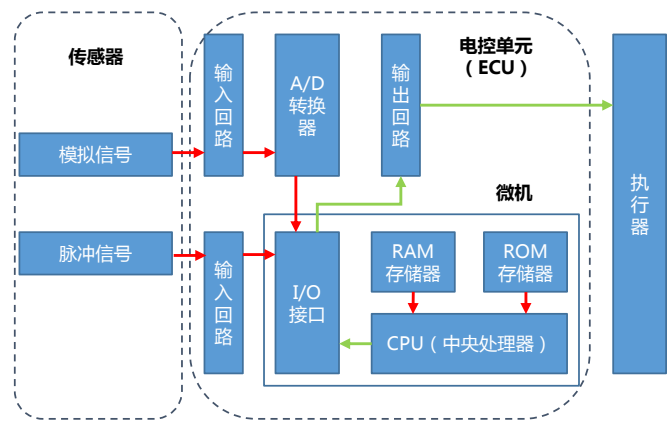 传感器
模拟信号
脉冲信号
电控单元
（ECU）
输入回路
A/D
转换
器
输出回路
微机
输入回路
I/O
接口
RAM
存储器
ROM
存储器
CPU（中央处理器）
执行器